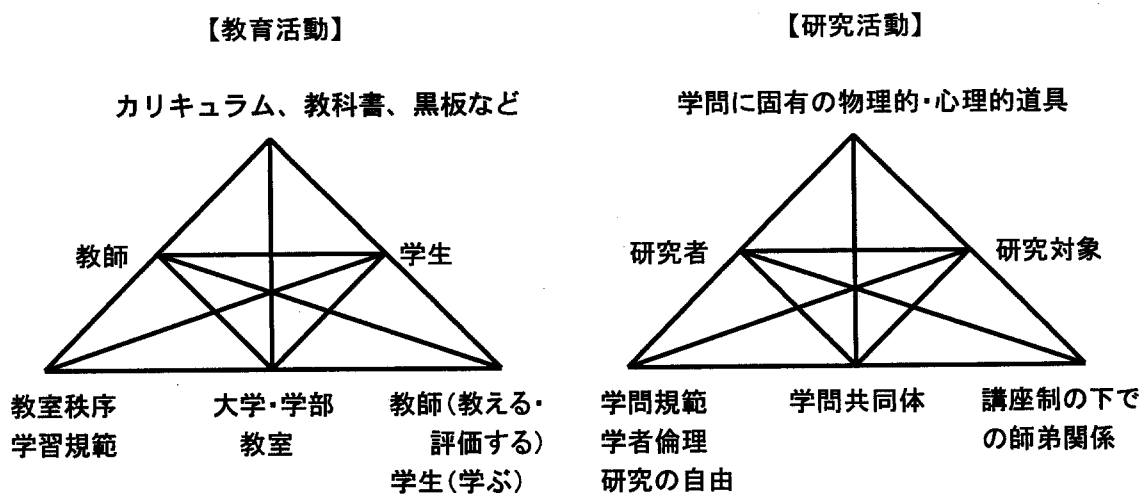 【教育活動】
カリキュラム、教科書、黒板など
教師
学生
教室秩序
学習規範
大学・学部
教室
教師(教える・
評価する)
学生(学ぶ)
【研究活動】
学問に固有の物理的・心理的道具
研究者
研究対象
学問規範
学者倫理
研究の自由
学問共同体
講座制の下で
の師弟関係